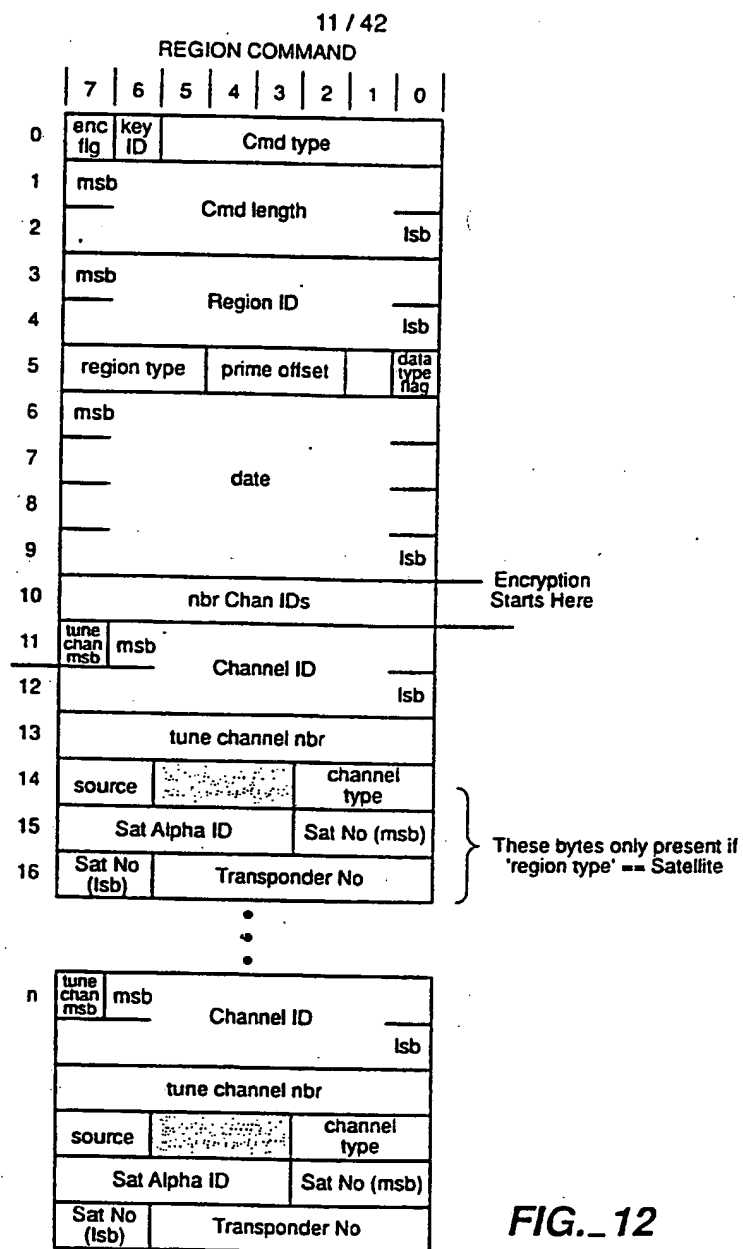 11 / 42
REGION COMMAND
7 6 5 4 3 2 1 0
0 enc flg key ID Cmd type
1 msb
Cmd length
2 lsb
3 msb
Region ID
4 lsb
5 region type prime offset data type flag
6 msb
7
date
8
9 lsb
Encryption
Starts Here
10 nbr Chan IDs
11 tune chan msb msb
Channel ID
12 lsb
13 tune channel nbr
14 source channel type
15 Sat Alpha ID Sat No (msb)
16 Sat No (lsb) Transponder No
These bytes only present if
'region type' == Satellite
n tune chan msb msb
Channel ID
lsb
tune channel nbr
source channel type
Sat Alpha ID Sat No (msb)
Sat No (lsb) Transponder No
FIG._12